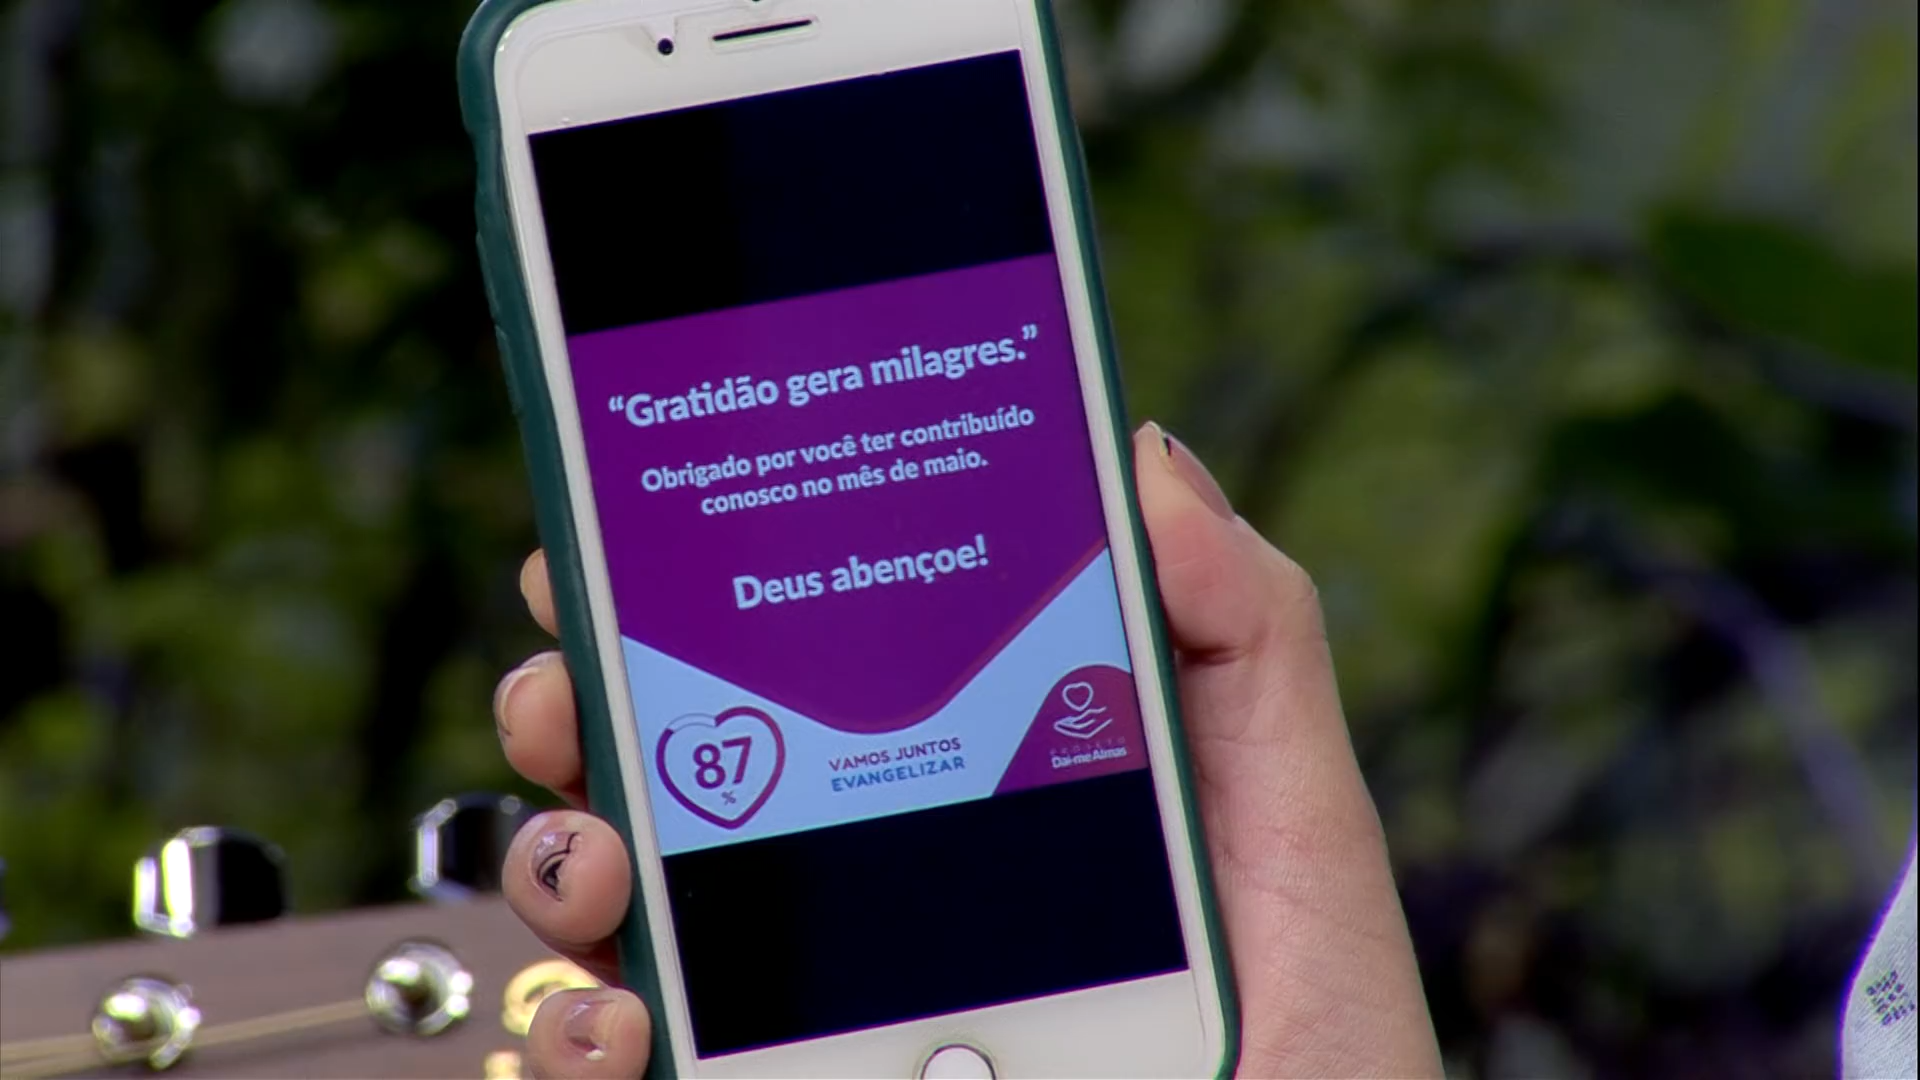 “Gratidão gera milagres.”
Obrigado por você ter contribuído
conosco no mês de maio.
Deus abençoe!
87
%
VAMOS JUNTOS
EVANGELIZAR
PROJETO
Dai-me Almas